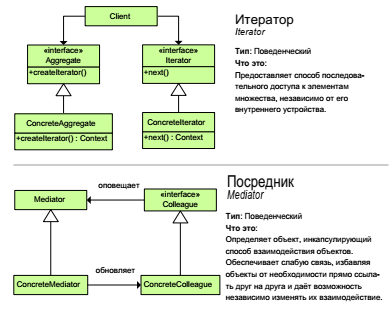 Client
«interface»
Aggregate
+createIterator()
«interface»
Iterator
+next()
ConcreteAggregate
+createIterator() : Context
ConcreteIterator
+next() : Context
Итератор
Iterator
Тип: Поведенческий
Что это:
Предоставляет способ последова-
тельного доступа к элементам
множества, независимо от его
внутреннего устройства.
Mediator
оповещает
«interface»
Colleague
ConcreteMediator
обновляет
ConcreteColleague
Посредник
Mediator
Тип: Поведенческий
Что это:
Определяет объект, инкапсулирующий
способ взаимодействия объектов.
Обеспечивает слабую связь, избавляя
объекты от необходимости прямо ссыла-
ть друг на друга и даёт возможность
независимо изменять их взаимодействие.